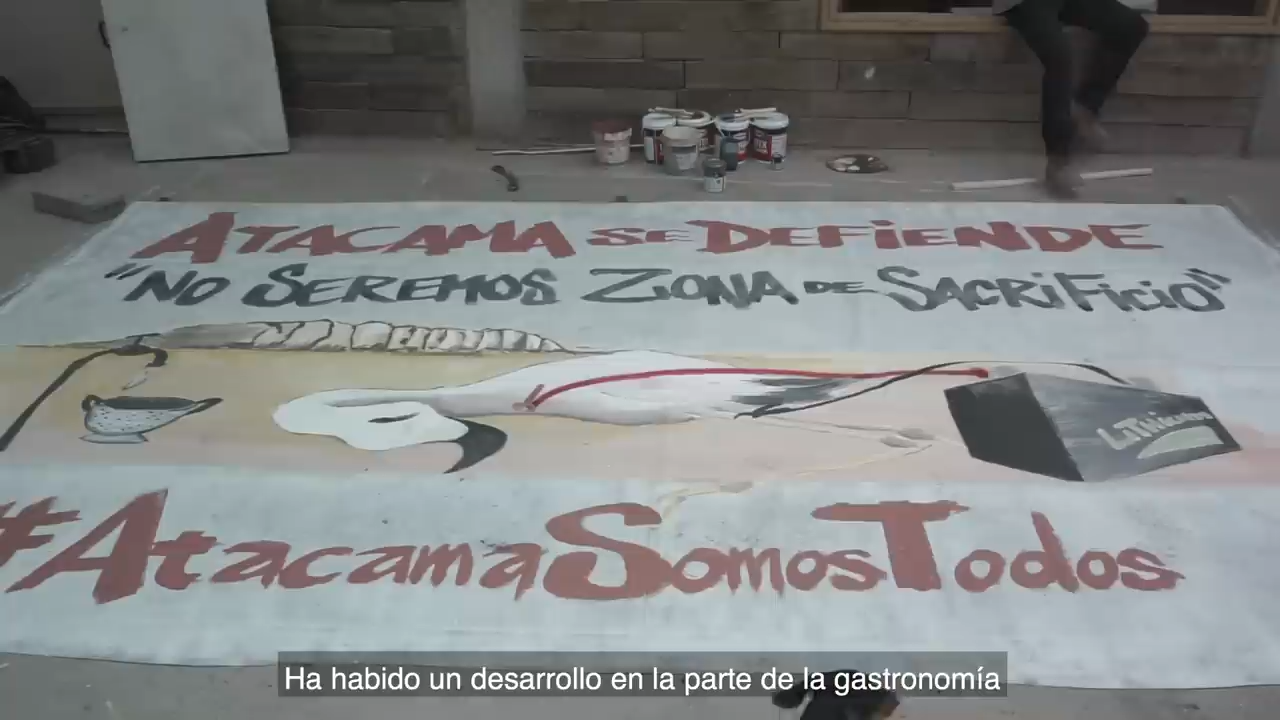 ATACAMA SE DEFIENDE
"NO SEREMOS ZONA DE SACRIFICIO"
#AtacamaSomosTodos
Ha habido un desarrollo en la parte de la gastronomía